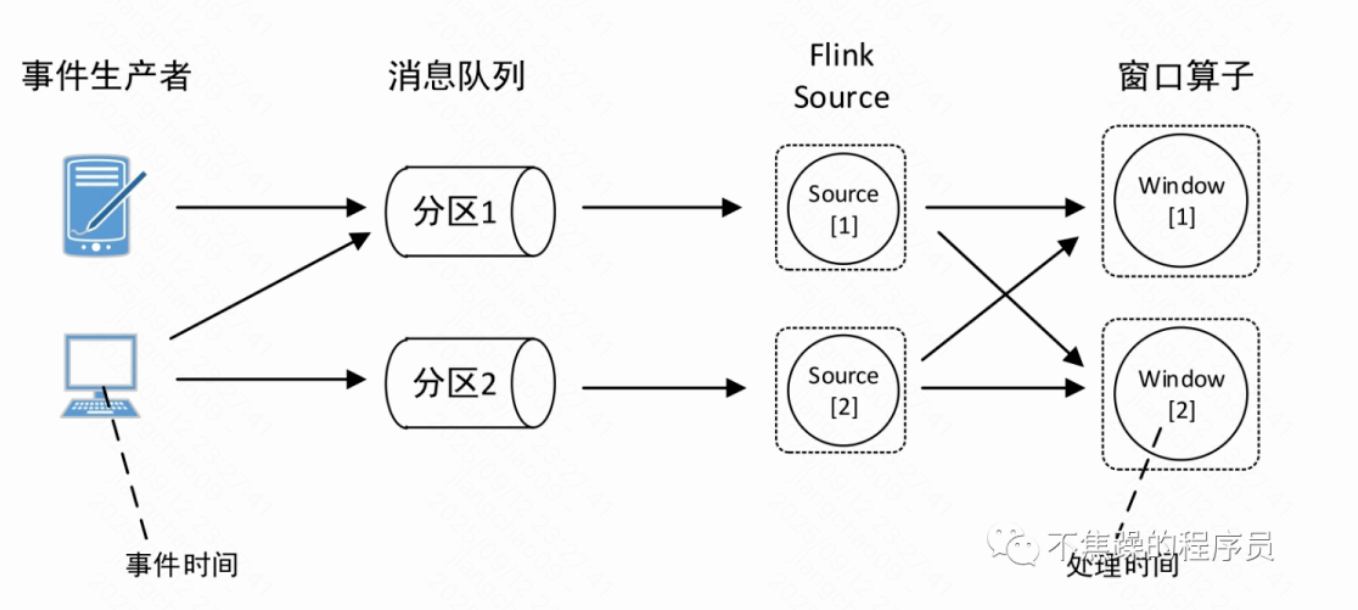 事件生产者
消息队列
Flink
Source
窗口算子
分区1
Source
[1]
Window
[1]
分区2
Source
[2]
Window
[2]
事件时间
处理时间
不焦躁的程序员